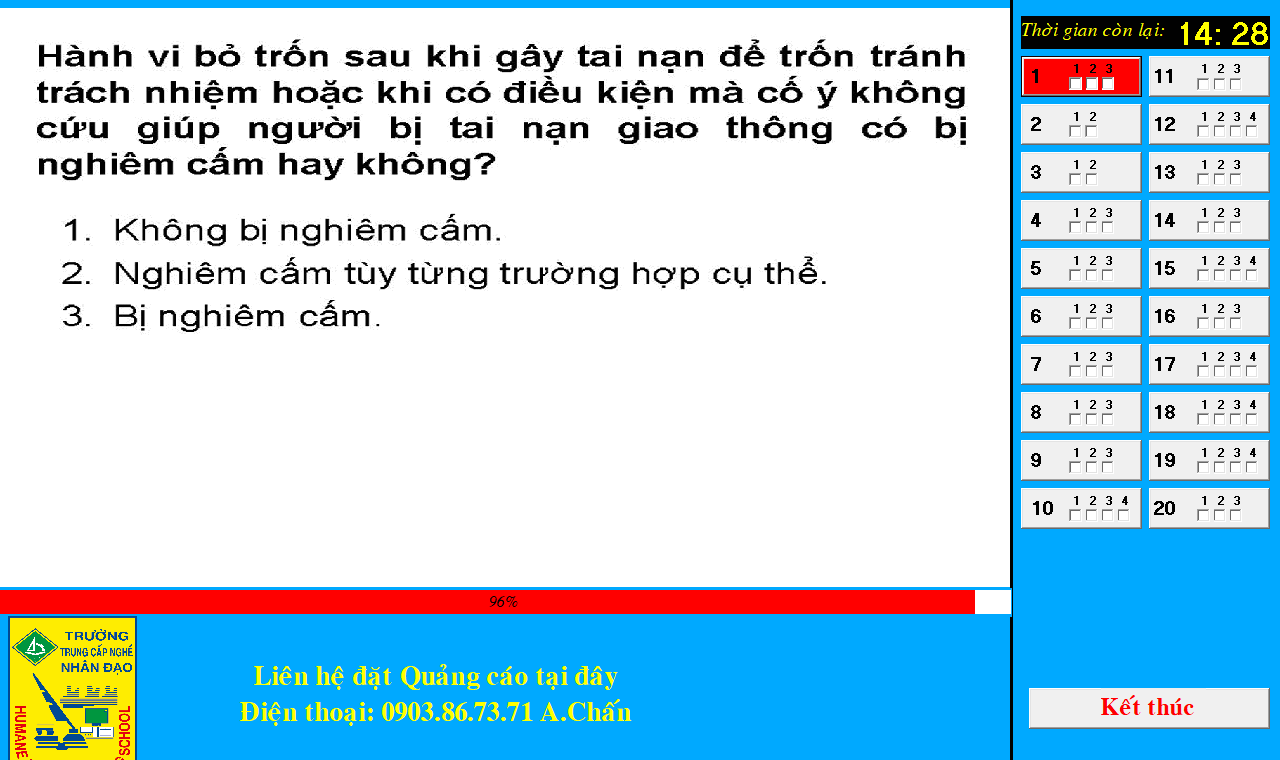 Hành vi bỏ trốn sau khi gây tai nạn để trốn tránh
trách nhiệm hoặc khi có điều kiện mà cố ý không
cứu giúp người bị tai nạn giao thông có bị
nghiêm cấm hay không?
1. Không bị nghiêm cấm.
2. Nghiêm cấm tùy từng trường hợp cụ thể.
3. Bị nghiêm cấm.
96%
TRƯỜNG
TRUNG CẤP NGHỀ
NHÂN ĐẠO
HUMANE
SCHOOL
Liên hệ đặt Quảng cáo tại đây
Điện thoại: 0903.86.73.71 A.Chấn
Thời gian còn lại: 14: 28
1 1 2 3
2 1 2
3 1 2
4 1 2 3
5 1 2 3
6 1 2 3
7 1 2 3
8 1 2 3
9 1 2 3
10 1 2 3 4
11 1 2 3
12 1 2 3 4
13 1 2 3
14 1 2 3
15 1 2 3 4
16 1 2 3
17 1 2 3 4
18 1 2 3 4
19 1 2 3 4
20 1 2 3
Kết thúc